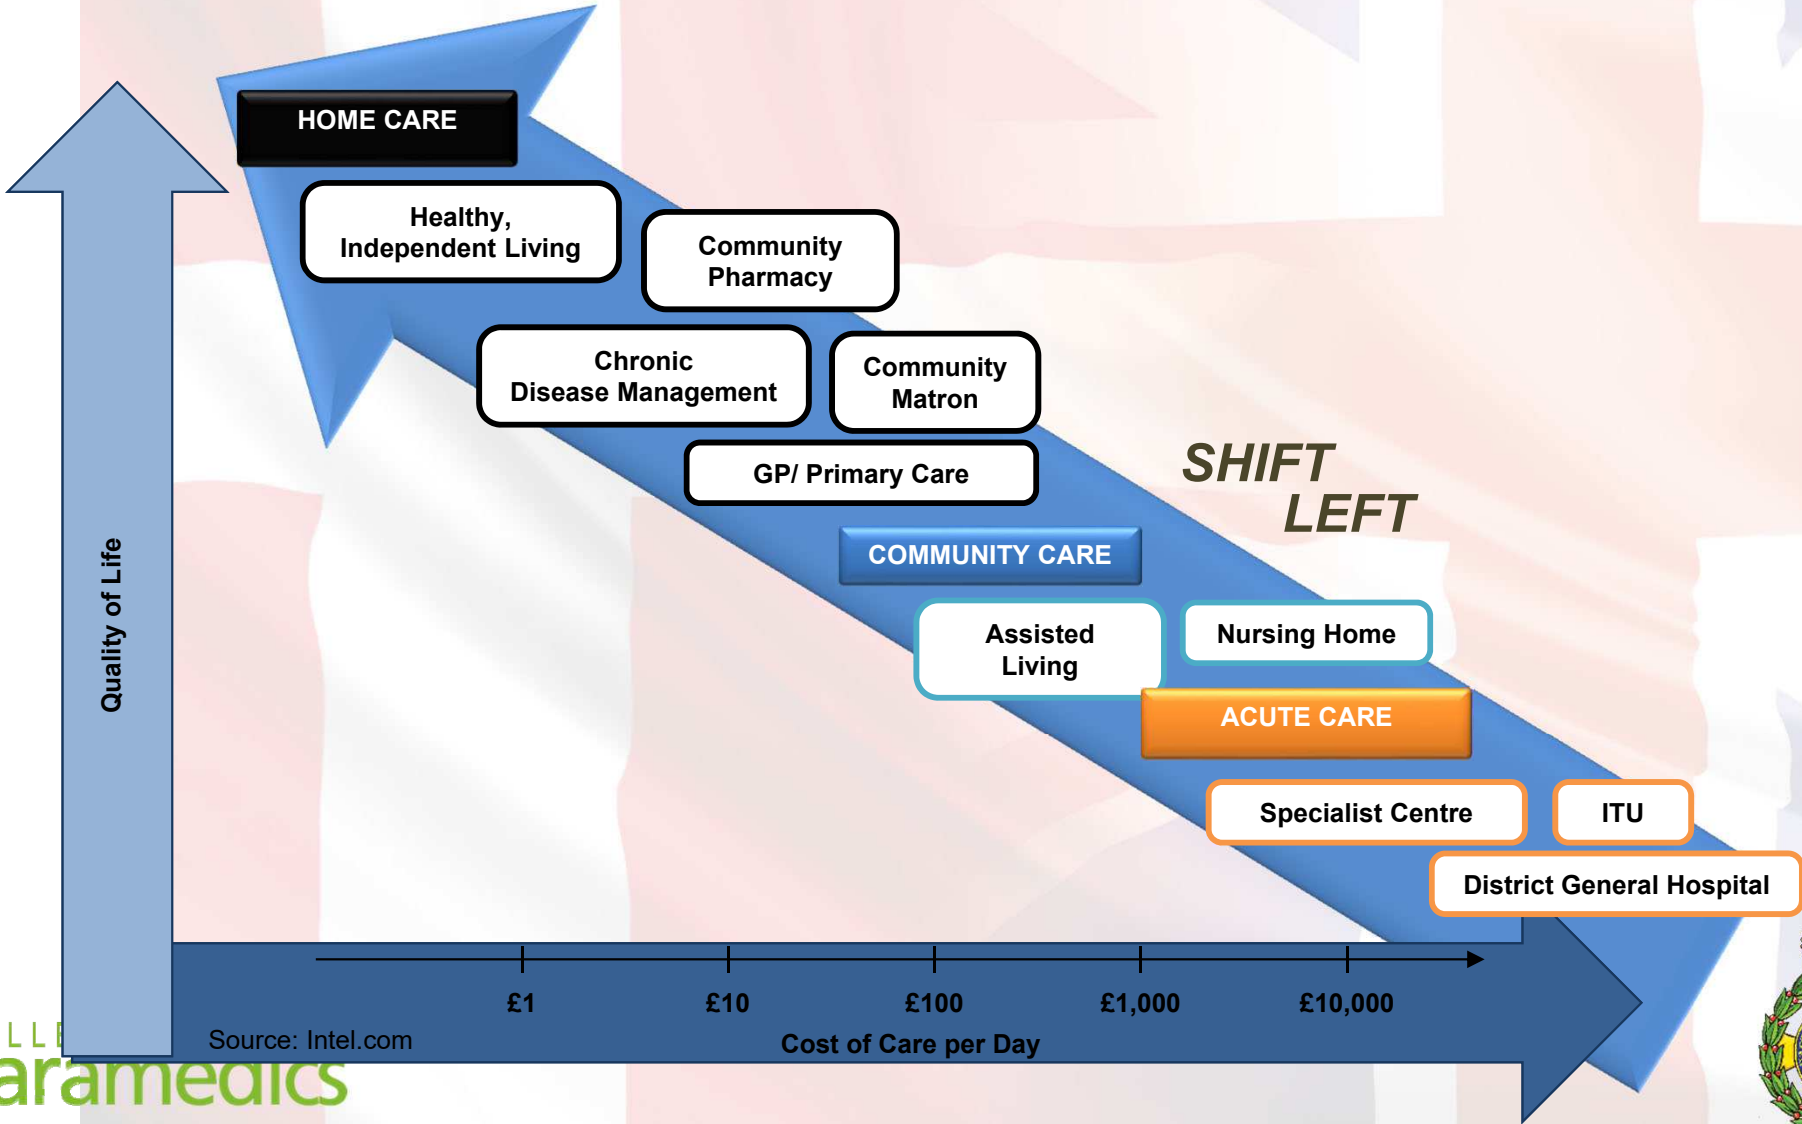 HOME CARE
Healthy,
Independent Living
Community
Pharmacy
Chronic
Disease Management
Community
Matron
GP/ Primary Care
SHIFT
LEFT
COMMUNITY CARE
Assisted
Living
Nursing Home
ACUTE CARE
Specialist Centre
ITU
District General Hospital
Quality of Life
£1
£10
£100
£1,000
£10,000
Source: Intel.com
Cost of Care per Day
aramedics